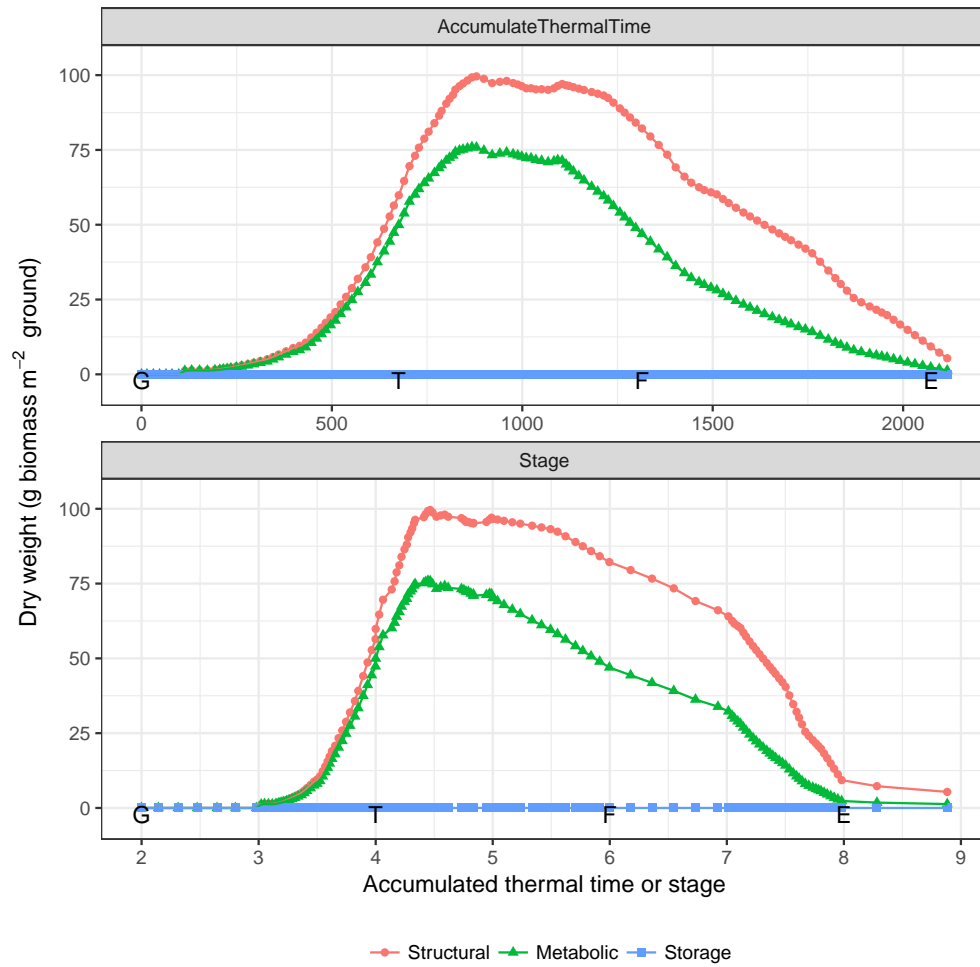 AccumulateThermalTime
100
75
50
25
0
G T F E
0 500 1000 1500 2000
Stage
100
75
50
25
0
G T F E
2 3 4 5 6 7 8 9
Dry weight (g biomass m⁻² ground)
Accumulated thermal time or stage
Structural Metabolic Storage